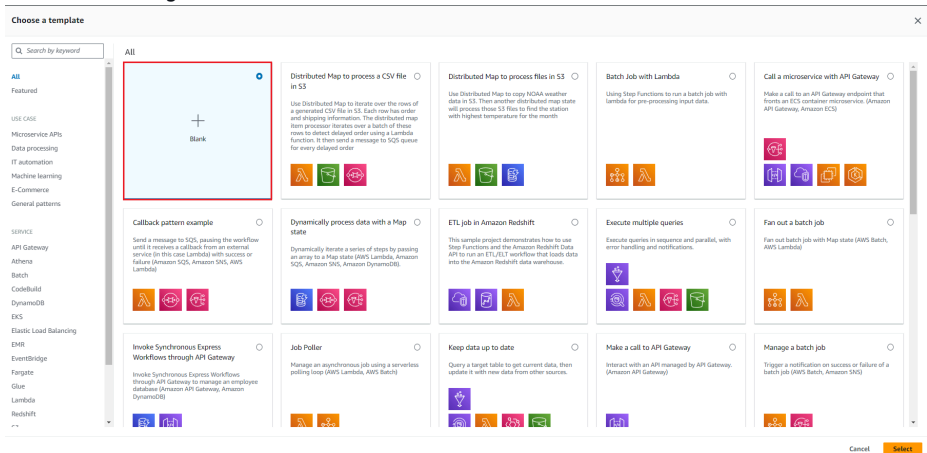 Choose a template
Search by keyword
All
Featured
USE CASE
Microservice APIs
Data processing
IT automation
Machine learning
E-Commerce
General patterns
SERVICE
API Gateway
Athena
Batch
CodeBuild
DynamoDB
EKS
Elastic Load Balancing
EMR
EventBridge
Fargate
Glue
Lambda
Redshift
All
Blank
Distributed Map to process a CSV file
in S3
Use Distributed Map to iterate over the rows of
a generated CSV file in S3. Each row has order
and shipping information. The distributed map
item processor iterates over a batch of these
rows to detect delayed order using a Lambda
function. It then send a message to SQS queue
for every delayed order
Distributed Map to process files in S3
Use Distributed Map to copy NOAA weather
data in S3. Then another distributed map state
will process those S3 files to find the station
with highest temperature for the month
Batch Job with Lambda
Using Step Functions to run a batch job with
lambda for pre-processing input data.
Call a microservice with API Gateway
Make a call to an API Gateway endpoint that
fronts an ECS container microservice. (Amazon
API Gateway, Amazon ECS)
Callback pattern example
Send a message to SQS, pausing the workflow
until it receives a callback from an external
service (in this case Lambda) with success or
failure (Amazon SQS, Amazon SNS, AWS
Lambda)
Dynamically process data with a Map
state
Dynamically iterate a series of steps by passing
an array to a Map state (AWS Lambda, Amazon
SQS, Amazon SNS, Amazon DynamoDB).
ETL job in Amazon Redshift
This sample project demonstrates how to use
Step Functions and the Amazon Redshift Data
API to run an ETL/ELT workflow that loads data
into the Amazon Redshift data warehouse.
Execute multiple queries
Execute queries in sequence and parallel, with
error handling and notifications.
Fan out a batch job
Fan out batch job with Map state (AWS Batch,
AWS Lambda)
Invoke Synchronous Express
Workflows through API Gateway
Invoke Synchronous Express Workflows
through API Gateway to manage an employee
database (Amazon API Gateway, Amazon
DynamoDB)
Job Poller
Manage an asynchronous job using a serverless
polling loop (AWS Lambda, AWS Batch)
Keep data up to date
Query a target table to get current data, then
update it with new data from other sources.
Make a call to API Gateway
Interact with an API managed by API Gateway.
(Amazon API Gateway)
Manage a batch job
Trigger a notification on success or failure of a
batch job (AWS Batch, Amazon SNS)
Cancel
Select